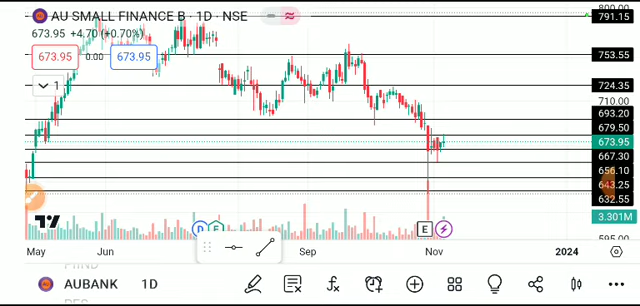 AU SMALL FINANCE B · 1D · NSE
800.00
791.15
673.95 +4.70 (+0.70%)
673.95 0.00 673.95
753.55
1
724.35
710.00
693.20
679.50
673.95
667.30
656.10
643.25
632.55
3.301M
D E E
595.00
May Jun Sep Nov 2024
AUBANK 1D